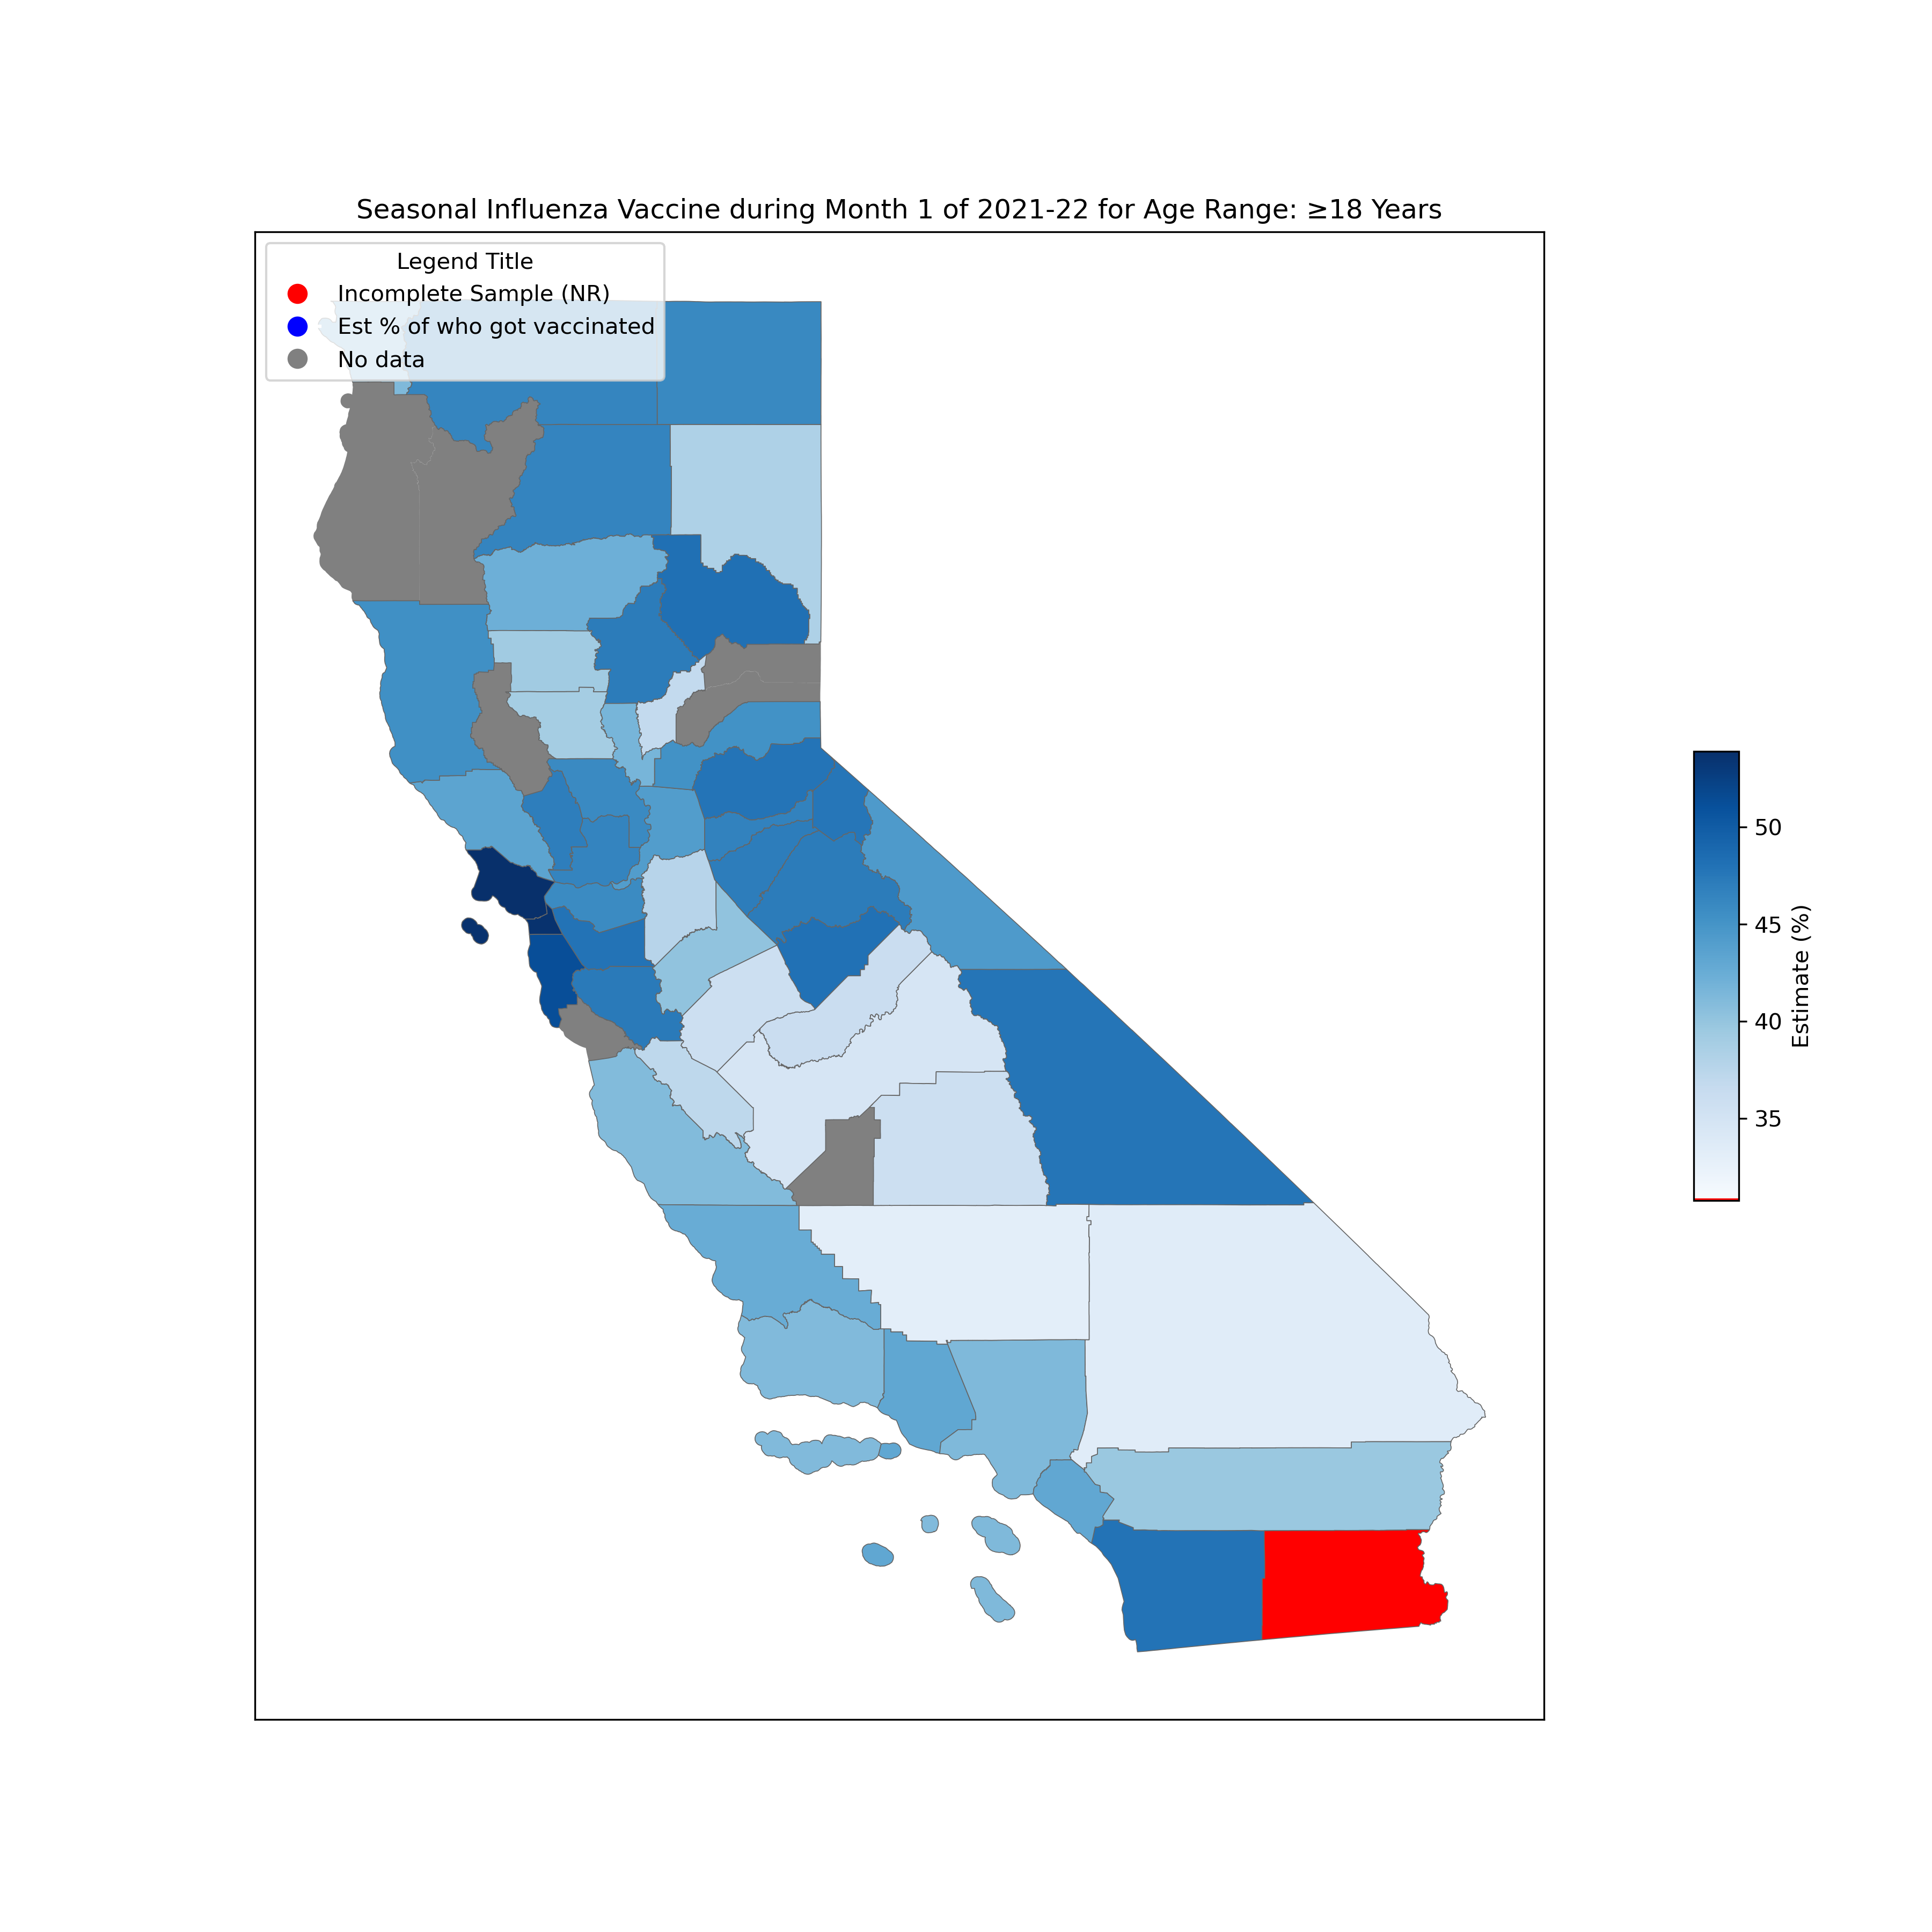 Seasonal Influenza Vaccine during Month 1 of 2021-22 for Age Range: ≥18 Years
Legend Title
Incomplete Sample (NR)
Est % of who got vaccinated
No data
50
45
40
35
Estimate (%)